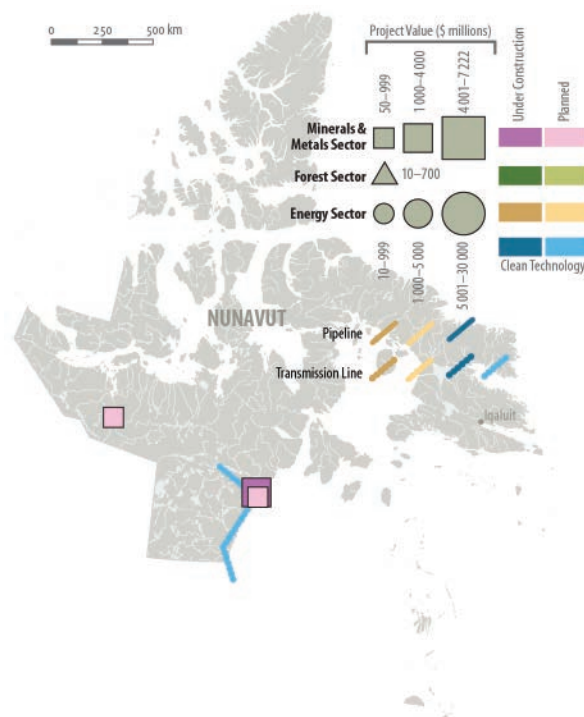 0 250 500 km
Project Value ($ millions)
50–999
1 000–4 000
4 001–7 222
Under Construction
Planned
Minerals &
Metals Sector
Forest Sector
10–700
Energy Sector
10–999
1 000–5 000
5 001–30 000
Clean Technology
NUNAVUT
Pipeline
Transmission Line
Iqaluit